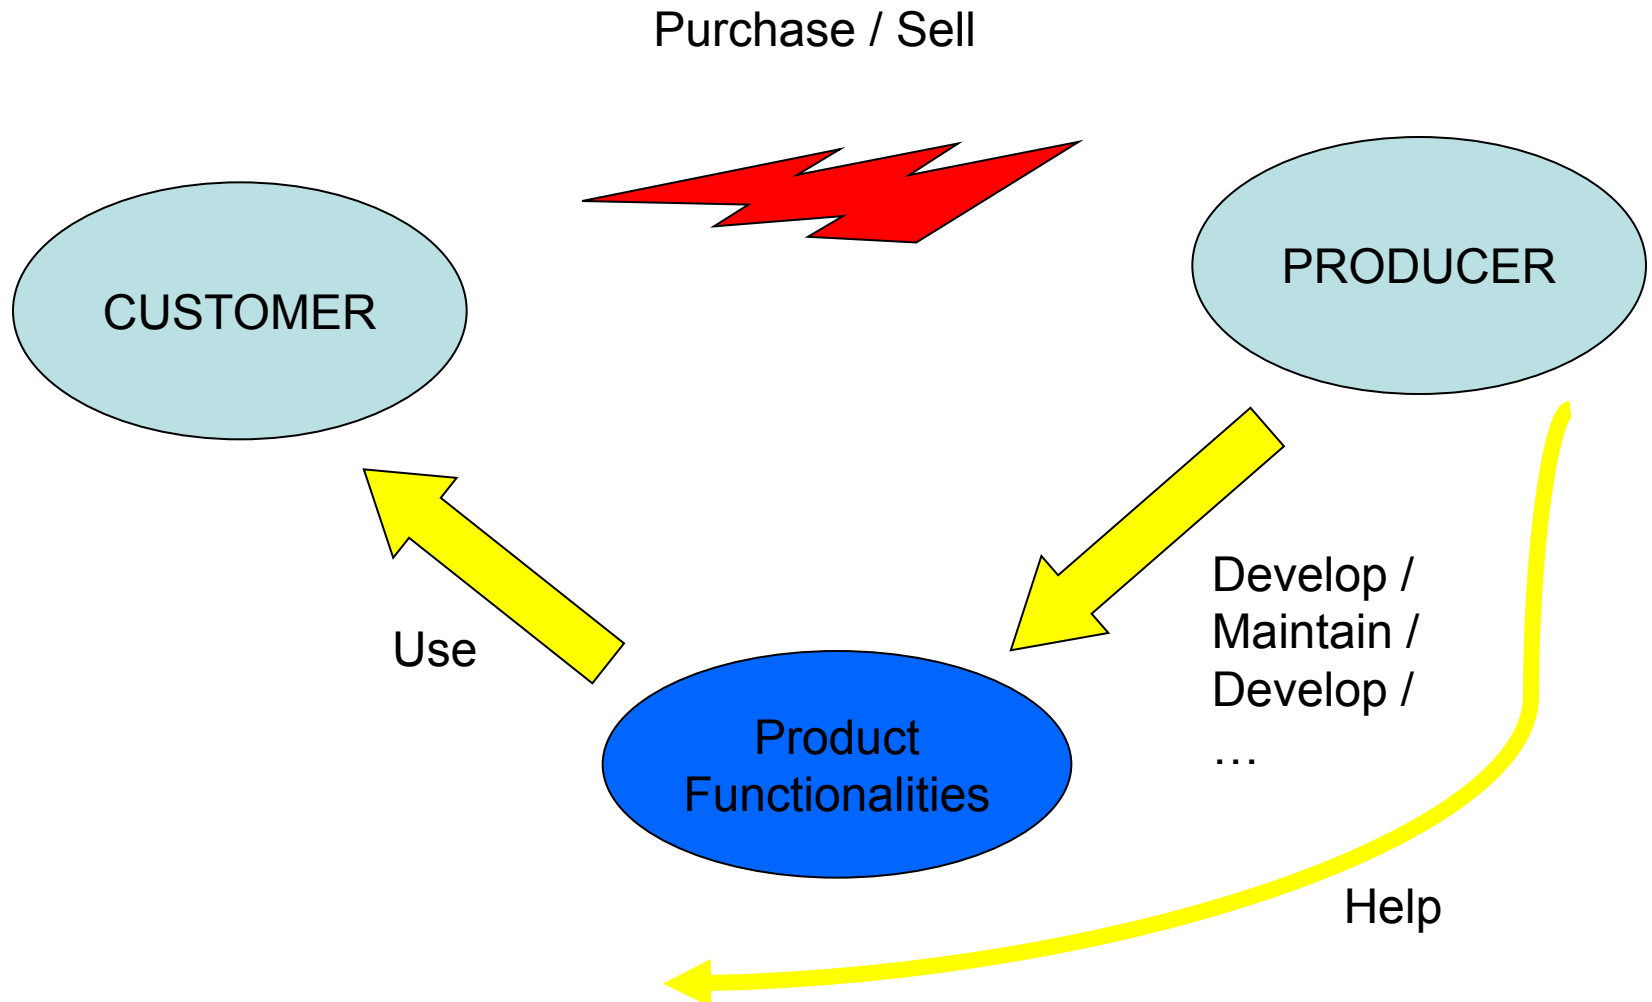 Purchase / Sell
CUSTOMER
PRODUCER
Use
Develop /
Maintain /
Develop /
…
Product
Functionalities
Help